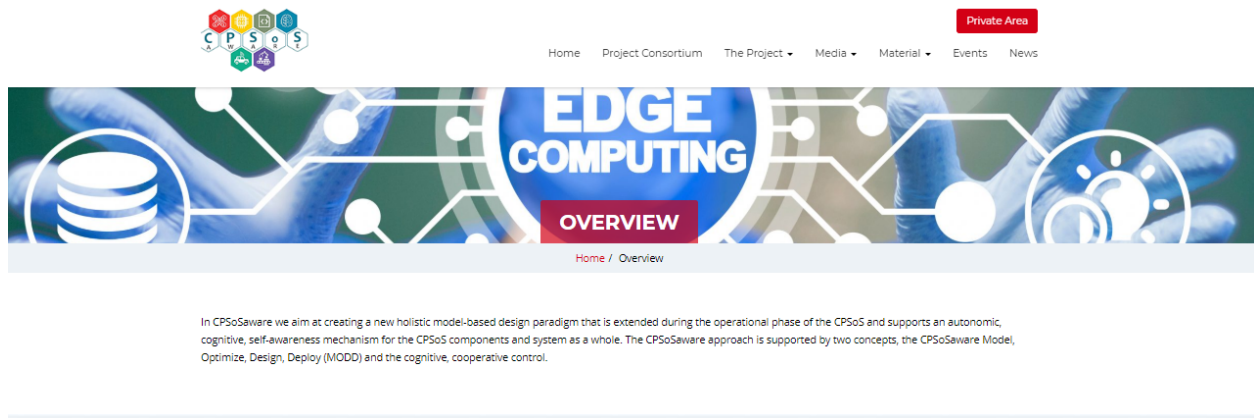 C P S o S
A W A R E
Private Area
Home Project Consortium The Project Media Material Events News
EDGE
COMPUTING
OVERVIEW
Home / Overview
In CPSoSaware we aim at creating a new holistic model-based design paradigm that is extended during the operational phase of the CPSoS and supports an autonomic,
cognitive, self-awareness mechanism for the CPSoS components and system as a whole. The CPSoSaware approach is supported by two concepts, the CPSoSaware Model,
Optimize, Design, Deploy (MODD) and the cognitive, cooperative control.